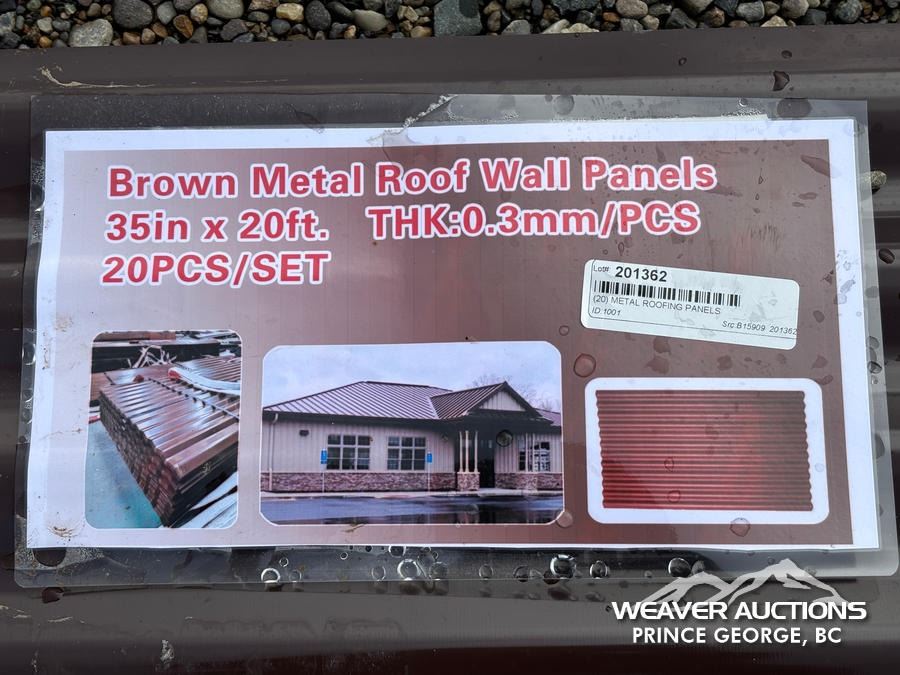 Brown Metal Roof Wall Panels
35in x 20ft. THK:0.3mm/PCS
20PCS/SET
Lot# 201362
(20) METAL ROOFING PANELS
ID 1001
Src B15909 201362
WEAVER AUCTIONS
PRINCE GEORGE, BC